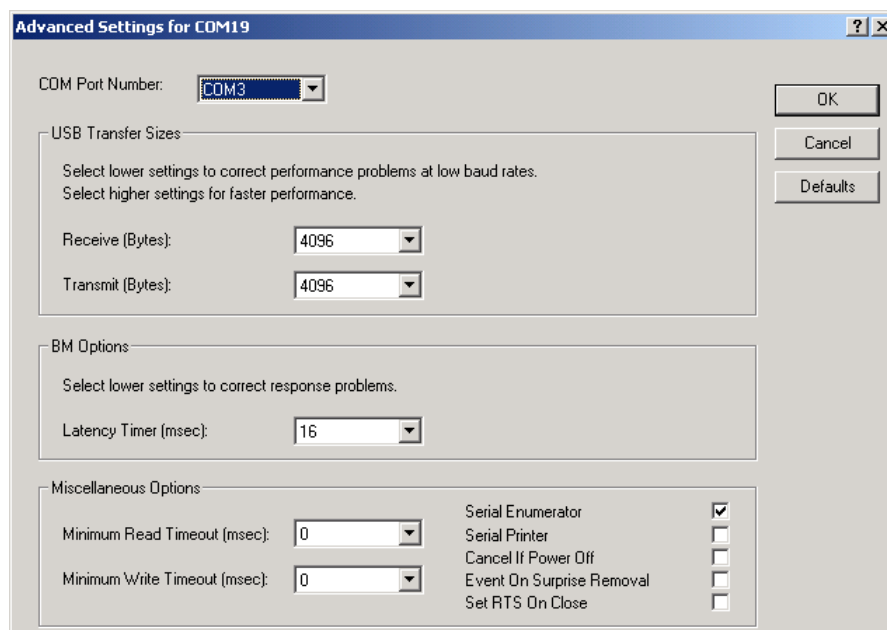 Advanced Settings for COM19
COM Port Number: COM3
OK
USB Transfer Sizes
Cancel
Select lower settings to correct performance problems at low baud rates.
Select higher settings for faster performance.
Defaults
Receive (Bytes): 4096
Transmit (Bytes): 4096
BM Options
Select lower settings to correct response problems.
Latency Timer (msec): 16
Miscellaneous Options
Minimum Read Timeout (msec): 0
Minimum Write Timeout (msec): 0
Serial Enumerator
Serial Printer
Cancel If Power Off
Event On Surprise Removal
Set RTS On Close